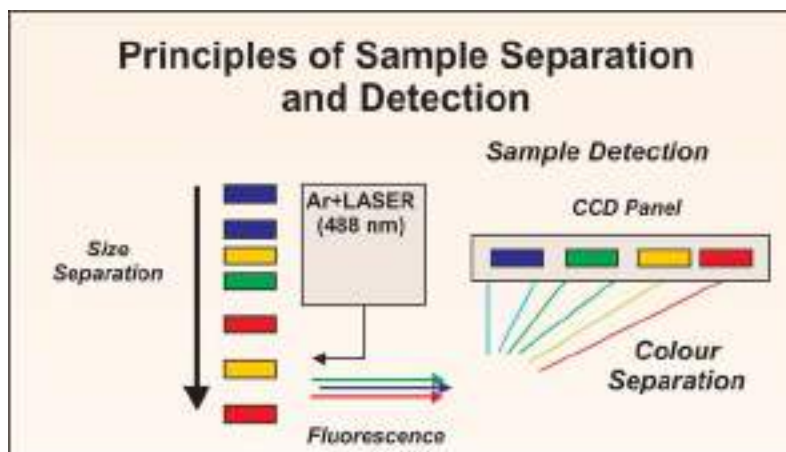 Principles of Sample Separation
and Detection
Sample Detection
Ar+LASER
(488 nm)
CCD Panel
Size
Separation
Colour
Separation
Fluorescence